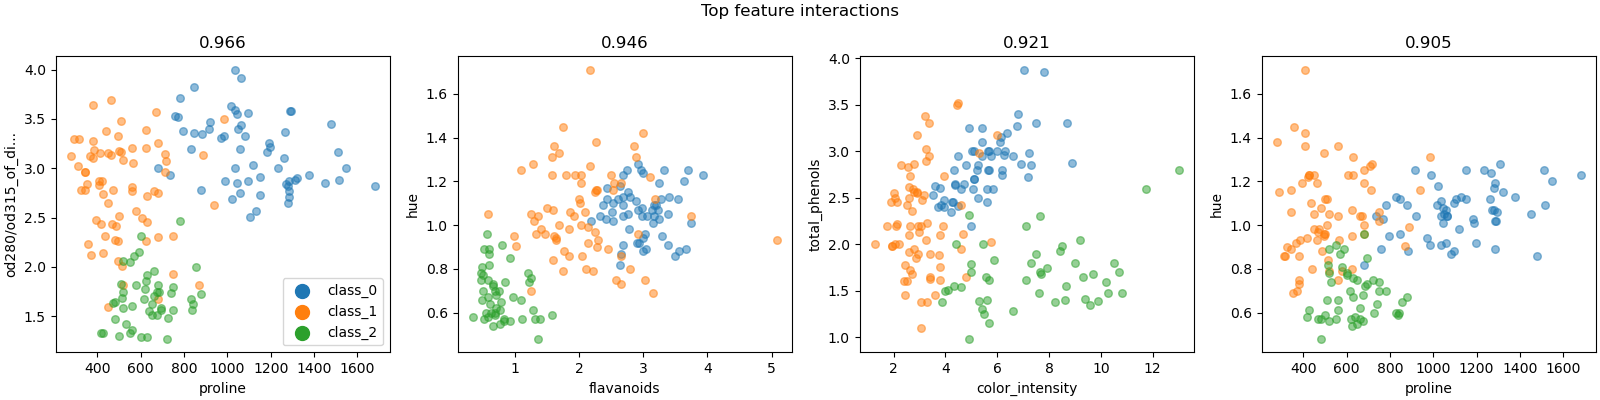 Top feature interactions
0.966
od280/od315_of_di...
4.0
3.5
3.0
2.5
2.0
1.5
400 600 800 1000 1200 1400 1600
proline
class_0
class_1
class_2
0.946
hue
1.6
1.4
1.2
1.0
0.8
0.6
1 2 3 4 5
flavanoids
0.921
total_phenols
4.0
3.5
3.0
2.5
2.0
1.5
1.0
2 4 6 8 10 12
color_intensity
0.905
hue
1.6
1.4
1.2
1.0
0.8
0.6
400 600 800 1000 1200 1400 1600
proline